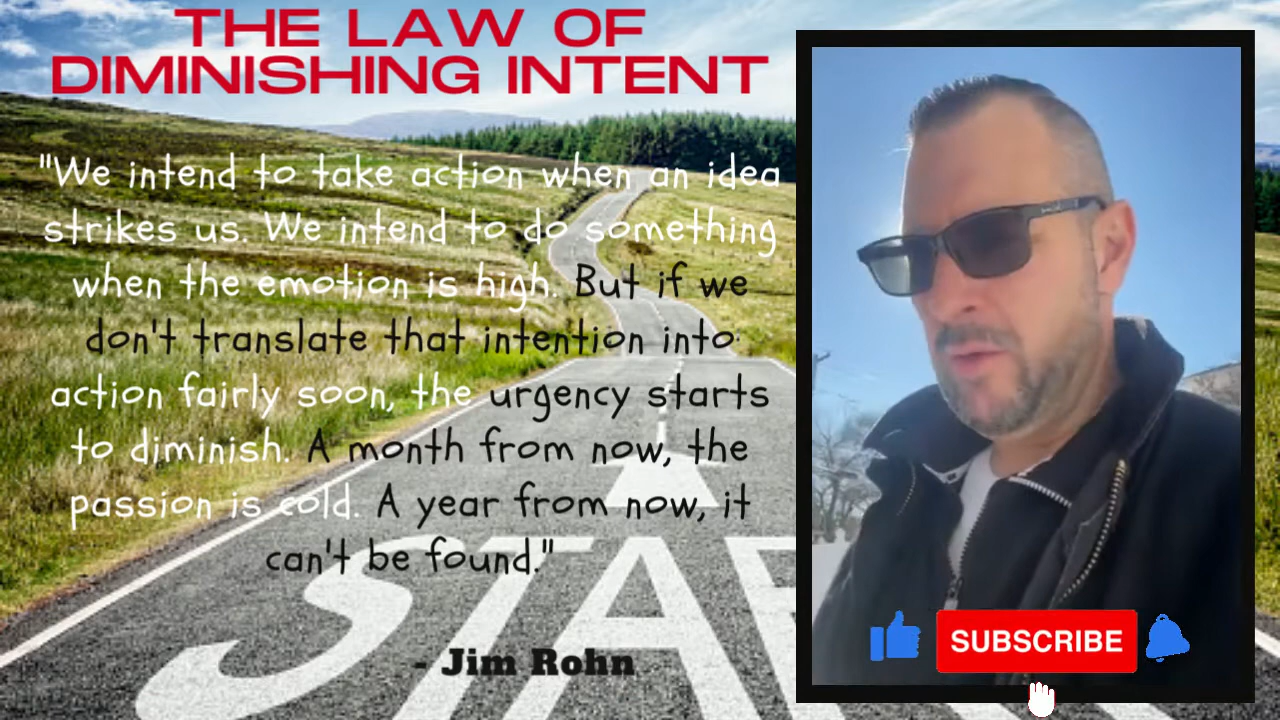 THE LAW OF
DIMINISHING INTENT
"We intend to take action when an idea
strikes us. We intend to do something
when the emotion is high. But if we
don't translate that intention into
action fairly soon, the urgency starts
to diminish. A month from now, the
passion is cold. A year from now, it
can't be found."
- Jim Rohn
STAR
SUBSCRIBE